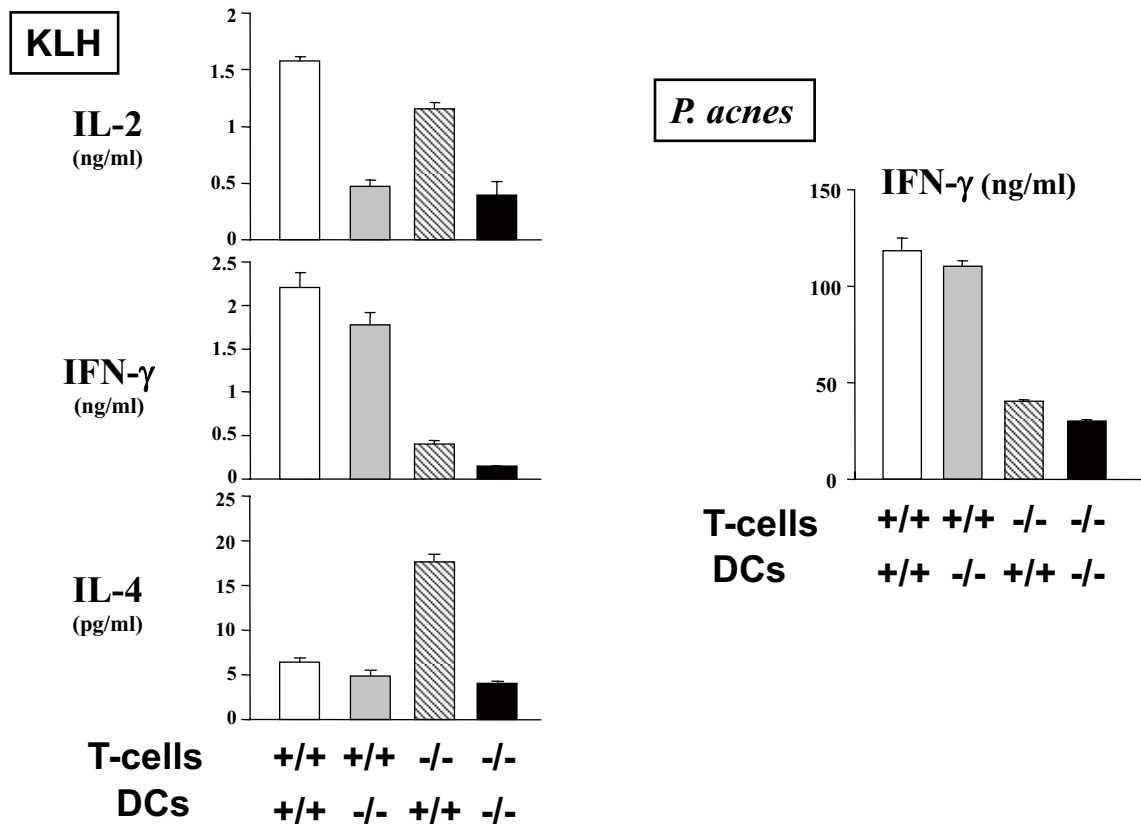 KLH
IL-2
(ng/ml)
2
1.5
1
0.5
0
IFN-γ
(ng/ml)
2.5
2
1.5
1
0.5
0
IL-4
(pg/ml)
25
20
15
10
5
0
T-cells +/+ +/+ -/- -/-
DCs +/+ -/- +/+ -/-
P. acnes
IFN-γ (ng/ml)
150
100
50
0
T-cells +/+ +/+ -/- -/-
DCs +/+ -/- +/+ -/-